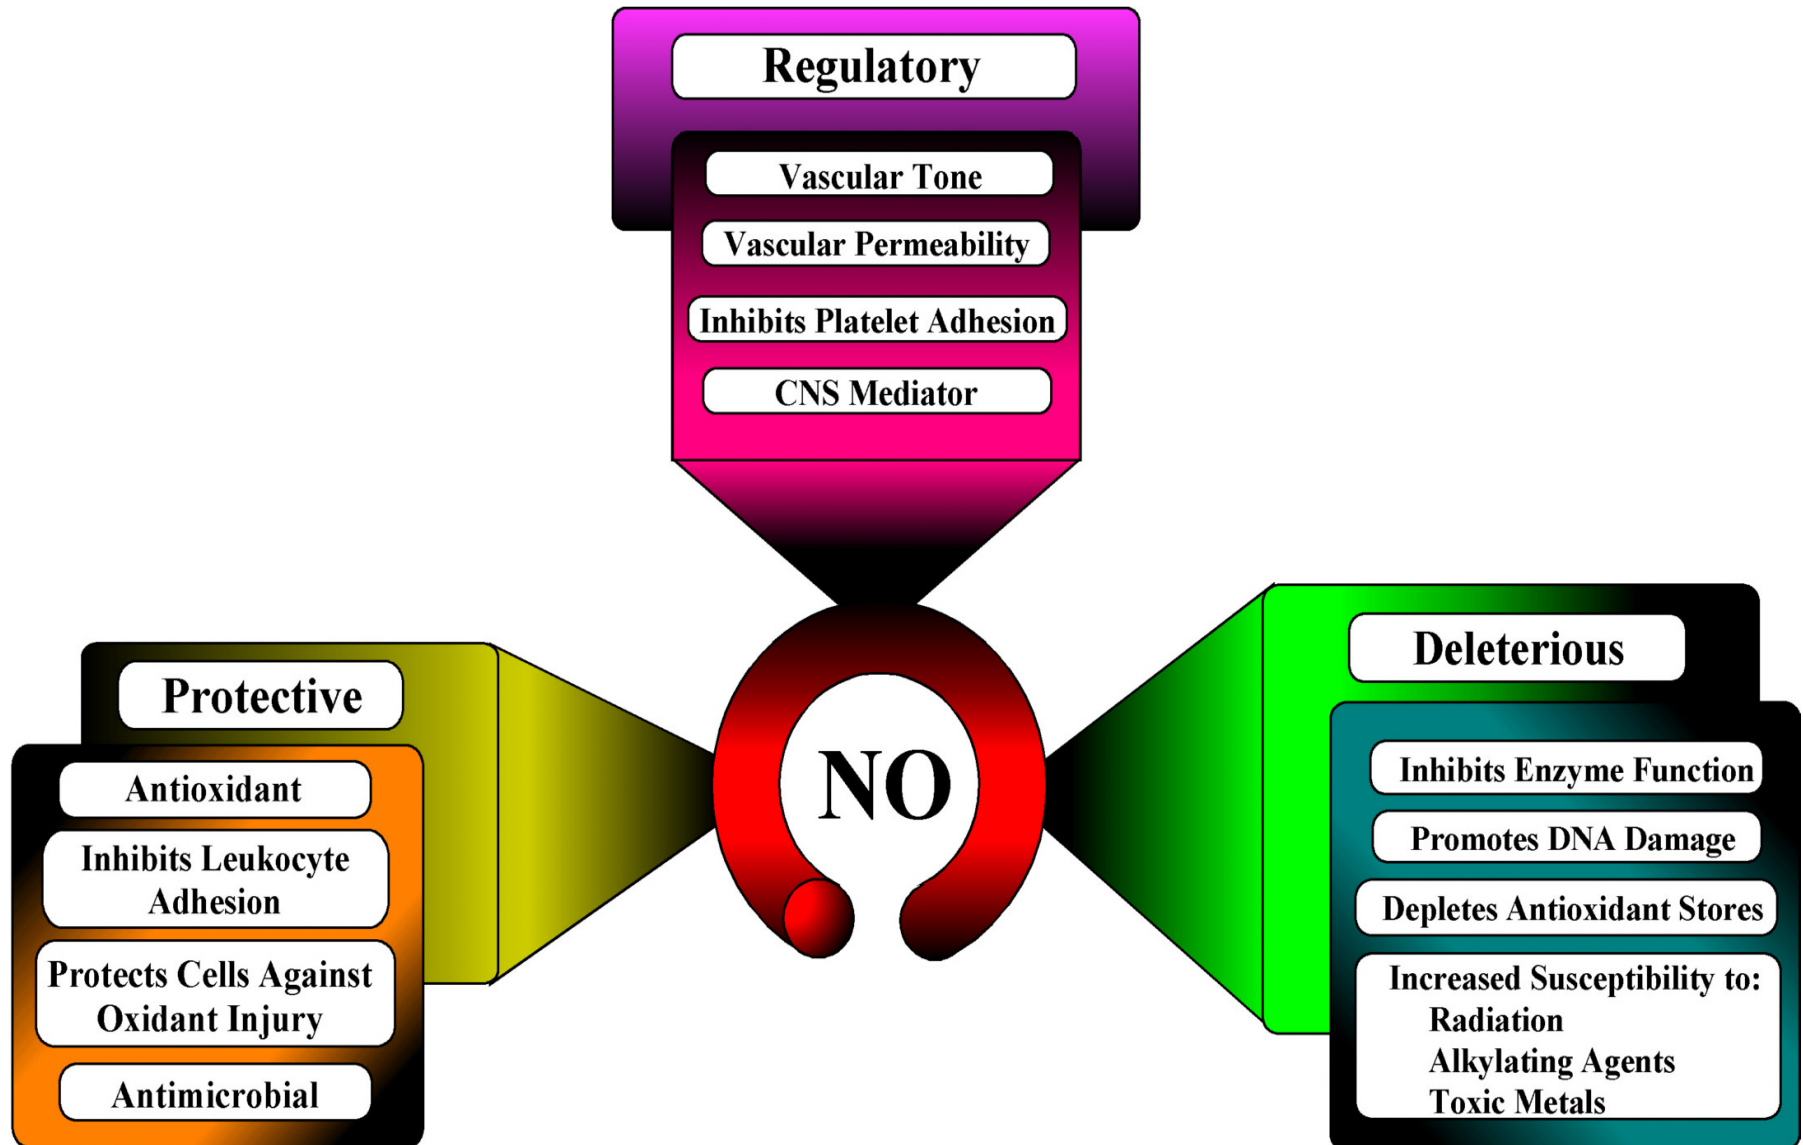 Regulatory
Vascular Tone
Vascular Permeability
Inhibits Platelet Adhesion
CNS Mediator
Protective
Antioxidant
Inhibits Leukocyte
Adhesion
Protects Cells Against
Oxidant Injury
Antimicrobial
NO
Deleterious
Inhibits Enzyme Function
Promotes DNA Damage
Depletes Antioxidant Stores
Increased Susceptibility to:
Radiation
Alkylating Agents
Toxic Metals